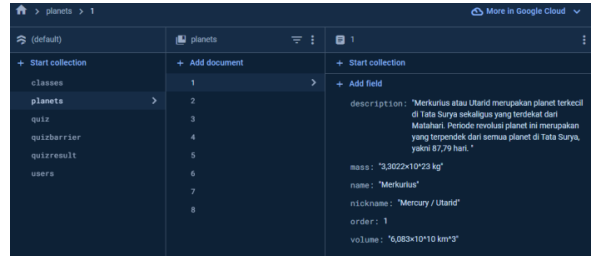 planets > 1
More in Google Cloud
(default)
planets
1
+ Start collection
+ Add document
+ Start collection
classes
planets
quiz
quizbarrier
quizresult
users
1
2
3
4
5
6
7
8
+ Add field
description: "Merkurius atau Utarid merupakan planet terkecil
di Tata Surya sekaligus yang terdekat dari
Matahari. Periode revolusi planet ini merupakan
yang terpendek dari semua planet di Tata Surya,
yakni 87,79 hari. "
mass: "3,3022×10^23 kg"
name: "Merkurius"
nickname: "Mercury / Utarid"
order: 1
volume: "6,083×10^10 km^3"